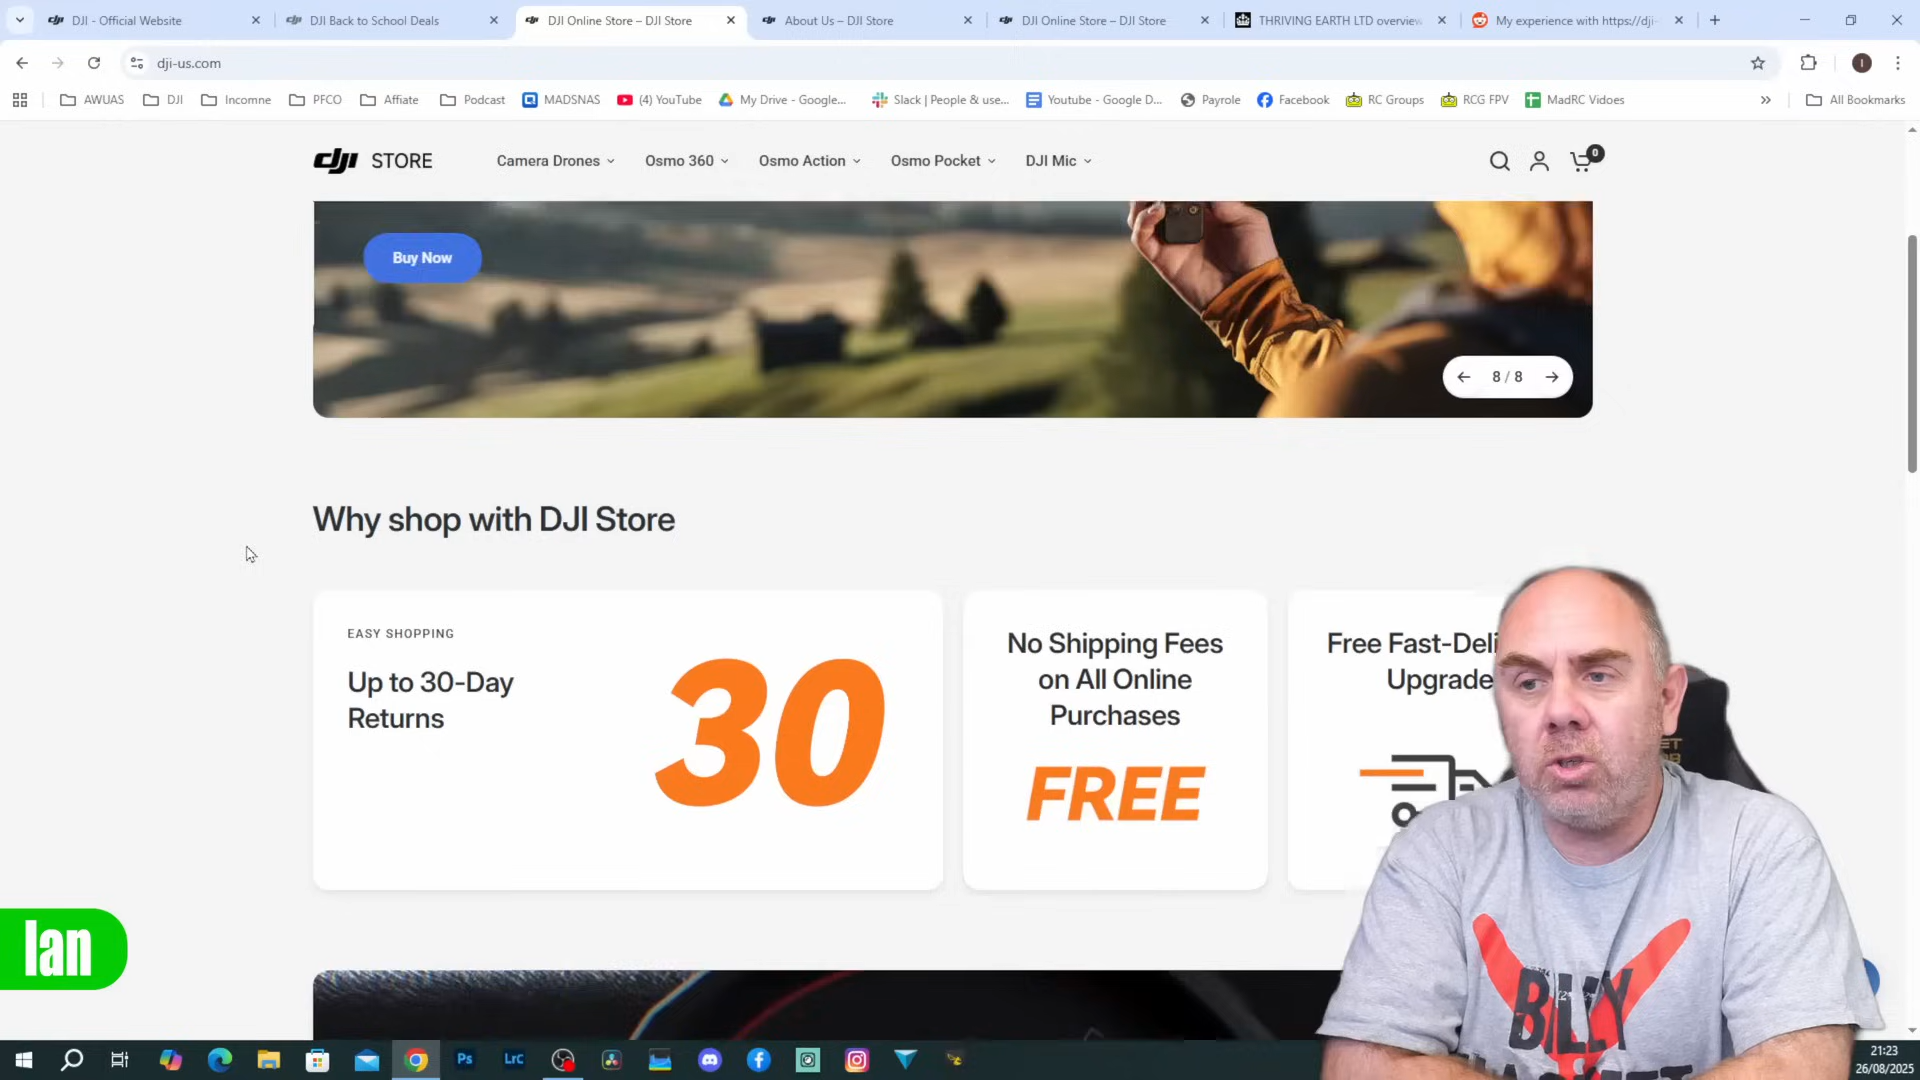 DJI - Official Website
DJI Back to School Deals
DJI Online Store – DJI Store
About Us – DJI Store
DJI Online Store – DJI Store
THRIVING EARTH LTD overview
My experience with https://dji-
dji-us.com
AWUAS
DJI
Incomne
PFCO
Affiate
Podcast
MADSNAS
(4) YouTube
My Drive - Google...
Slack | People & use...
Youtube - Google D...
Payrole
Facebook
RC Groups
RCG FPV
MadRC Vidoes
All Bookmarks
dji STORE
Camera Drones
Osmo 360
Osmo Action
Osmo Pocket
DJI Mic
0
Buy Now
8 / 8
Why shop with DJI Store
EASY SHOPPING
Up to 30-Day
Returns
30
No Shipping Fees
on All Online
Purchases
FREE
Free Fast-Deli
Upgrade
Ian
BILLY
Ps
LrC
21:23
26/08/2025